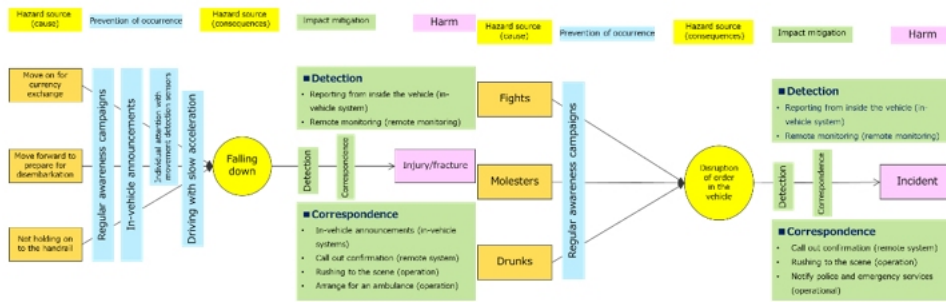 Hazard source
(cause)
Prevention of occurrence
Hazard source
(consequences)
Impact mitigation
Harm
Move on for
currency
exchange
Move forward to
prepare for
disembarkation
Not holding on
to the handrail
Regular awareness campaigns
In-vehicle announcements
Individual attention with
movement detection sensors
Driving with slow acceleration
Falling
down
■ Detection
• Reporting from inside the vehicle (in-
vehicle system)
• Remote monitoring (remote monitoring)
Detection
Correspondence
Injury/fracture
■ Correspondence
• In-vehicle announcements (in-vehicle
systems)
• Call out confirmation (remote system)
• Rushing to the scene (operation)
• Arrange for an ambulance (operation)
Hazard source
(cause)
Prevention of occurrence
Hazard source
(consequences)
Impact mitigation
Harm
Fights
Molesters
Drunks
Regular awareness campaigns
Disruption
of order
in the
vehicle
■ Detection
• Reporting from inside the vehicle (in-
vehicle system)
• Remote monitoring (remote monitoring)
Detection
Correspondence
Incident
■ Correspondence
• Call out confirmation (remote system)
• Rushing to the scene (operation)
• Notify police and emergency services
(operational)